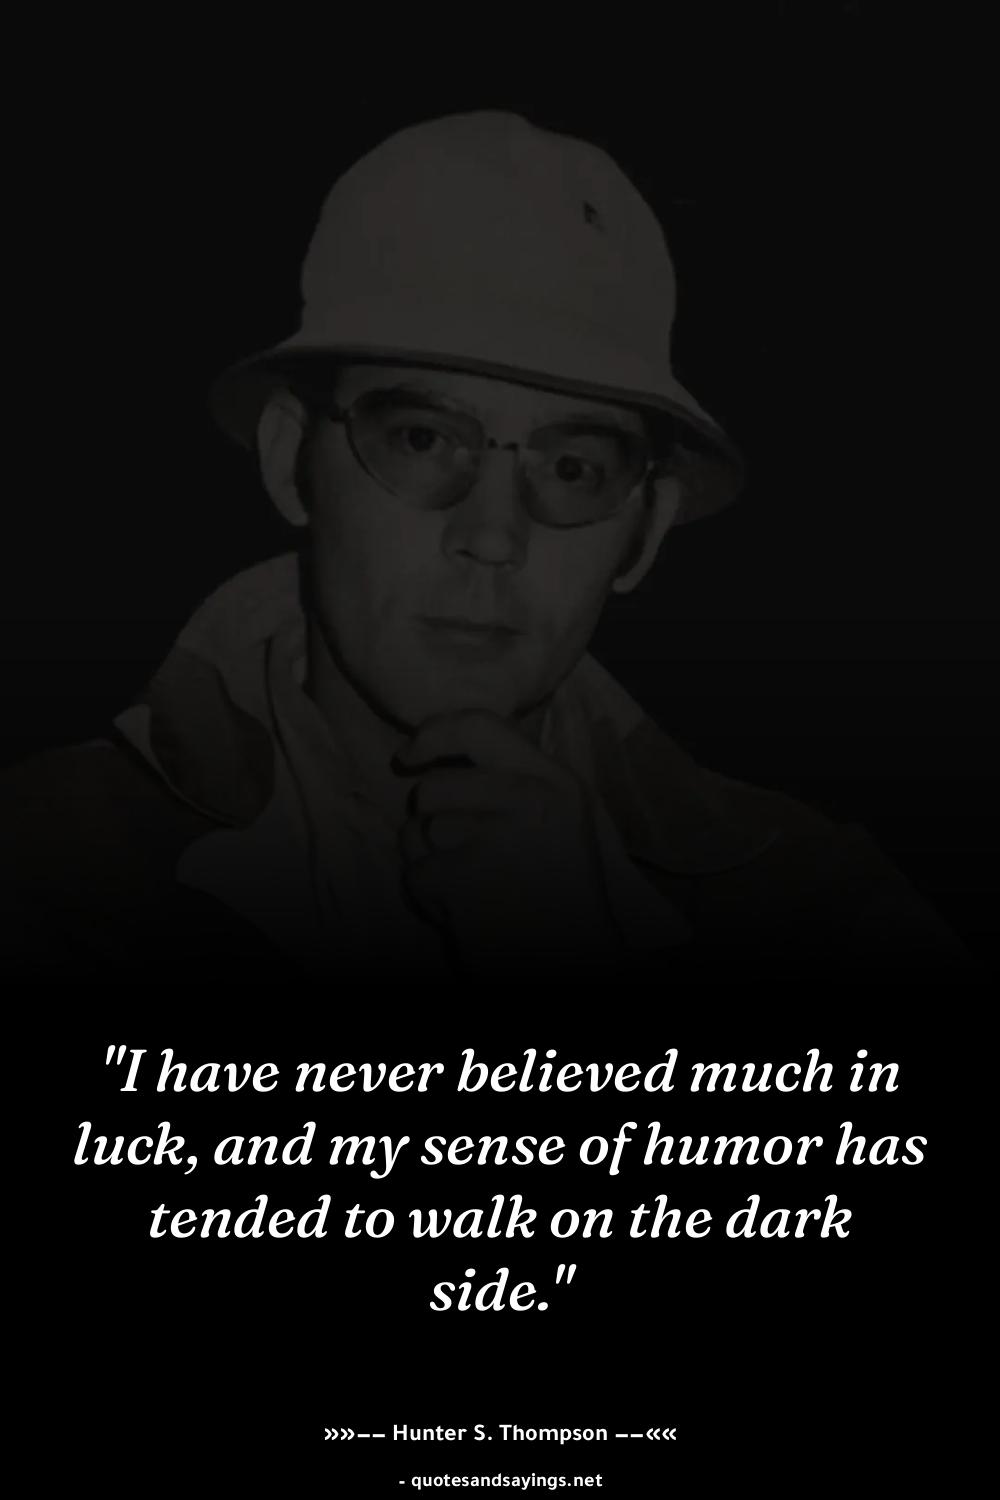 "I have never believed much in
luck, and my sense of humor has
tended to walk on the dark
side."
»»–– Hunter S. Thompson ––««
- quotesandsayings.net